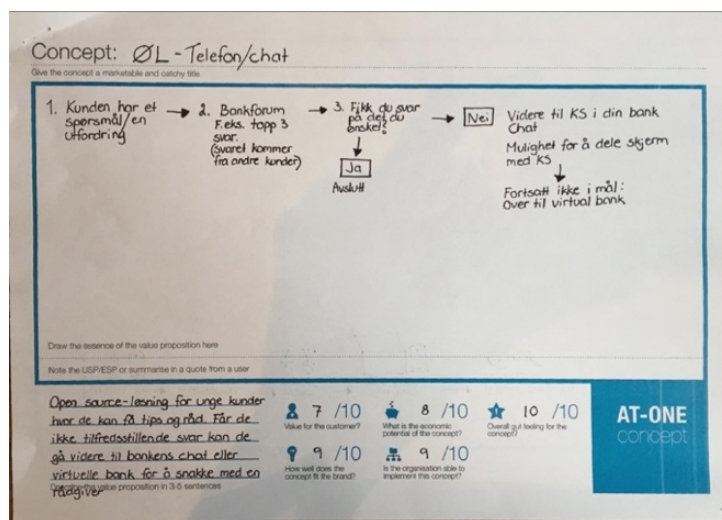 Concept: ØL - Telefon/chat
Give the concept a marketable and catchy title
1. Kunden har et
spørsmål/en
utfordring
2. Bankforum
F.eks. topp 3
svar.
(svaret kommer
fra andre kunder)
3. Fikk du svar
på det du
ønsket?
Ja
Avslutt
Nei
Videre til KS i din bank
Chat
Mulighet for å dele skjerm
med KS
Fortsatt ikke i mål:
Over til virtual bank
Draw the essence of the value proposition here
Note the USP/ESP or summarise in a quote from a user
Open source-løsning for unge kunder
hvor de kan få tips og råd. Får de
ikke tilfredsstillende svar kan de
gå videre til bankens chat eller
virtuelle bank for å snakke med en
rådgiver
Describe the value proposition in 3-5 sentences
7 /10
Value for the customer?
8 /10
What is the economic
potential of the concept?
10 /10
Overall gut feeling for the
concept?
9 /10
How well does the
concept fit the brand?
9 /10
Is the organisation able to
implement this concept?
AT-ONE
concept